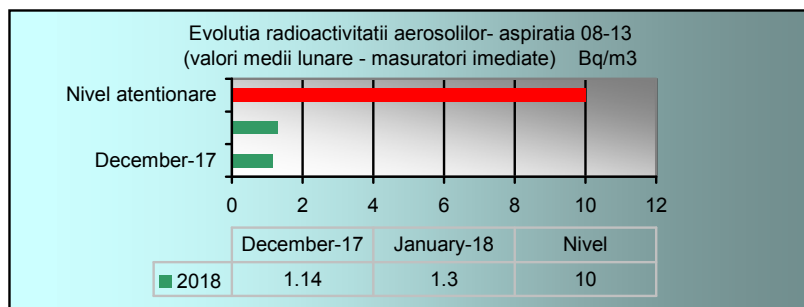 Evolutia radioactivitatii aerosolilor- aspiratia 08-13
(valori medii lunare - masuratori imediate) Bq/m3
Nivel atentionare
December-17
0 2 4 6 8 10 12
December-17 January-18 Nivel
2018 1.14 1.3 10